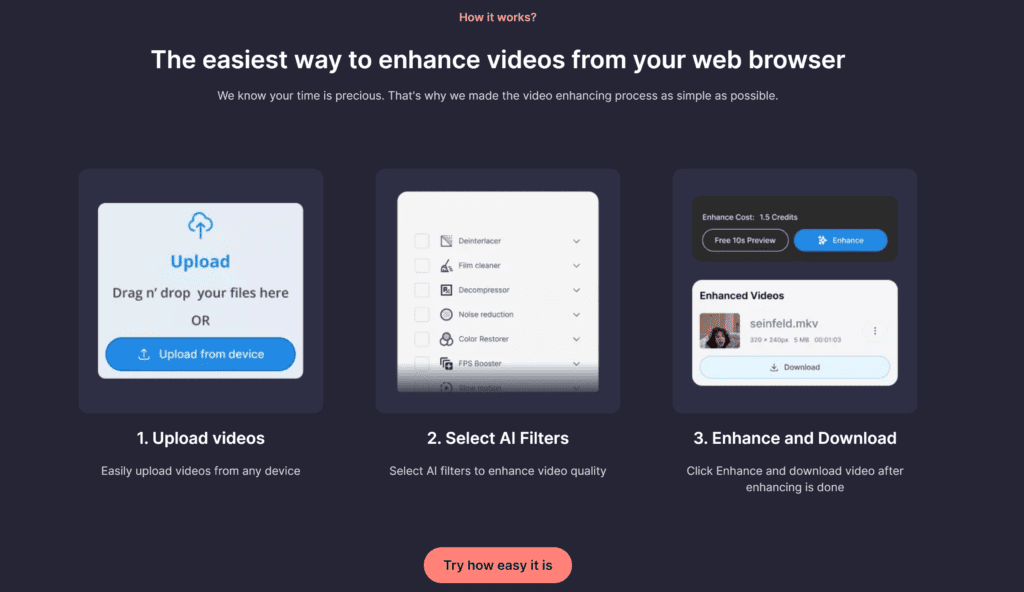 How it works?
The easiest way to enhance videos from your web browser
We know your time is precious. That's why we made the video enhancing process as simple as possible.
Upload
Drag n' drop your files here
OR
Upload from device
1. Upload videos
Easily upload videos from any device
Deinterlacer
Film cleaner
Decompressor
Noise reduction
Color Restorer
FPS Booster
Slow motion
2. Select AI Filters
Select AI filters to enhance video quality
Enhance Cost: 1.5 Credits
Free 10s Preview
Enhance
Enhanced Videos
seinfeld.mkv
320 × 240px 5 MB 00:01:03
Download
3. Enhance and Download
Click Enhance and download video after
enhancing is done
Try how easy it is